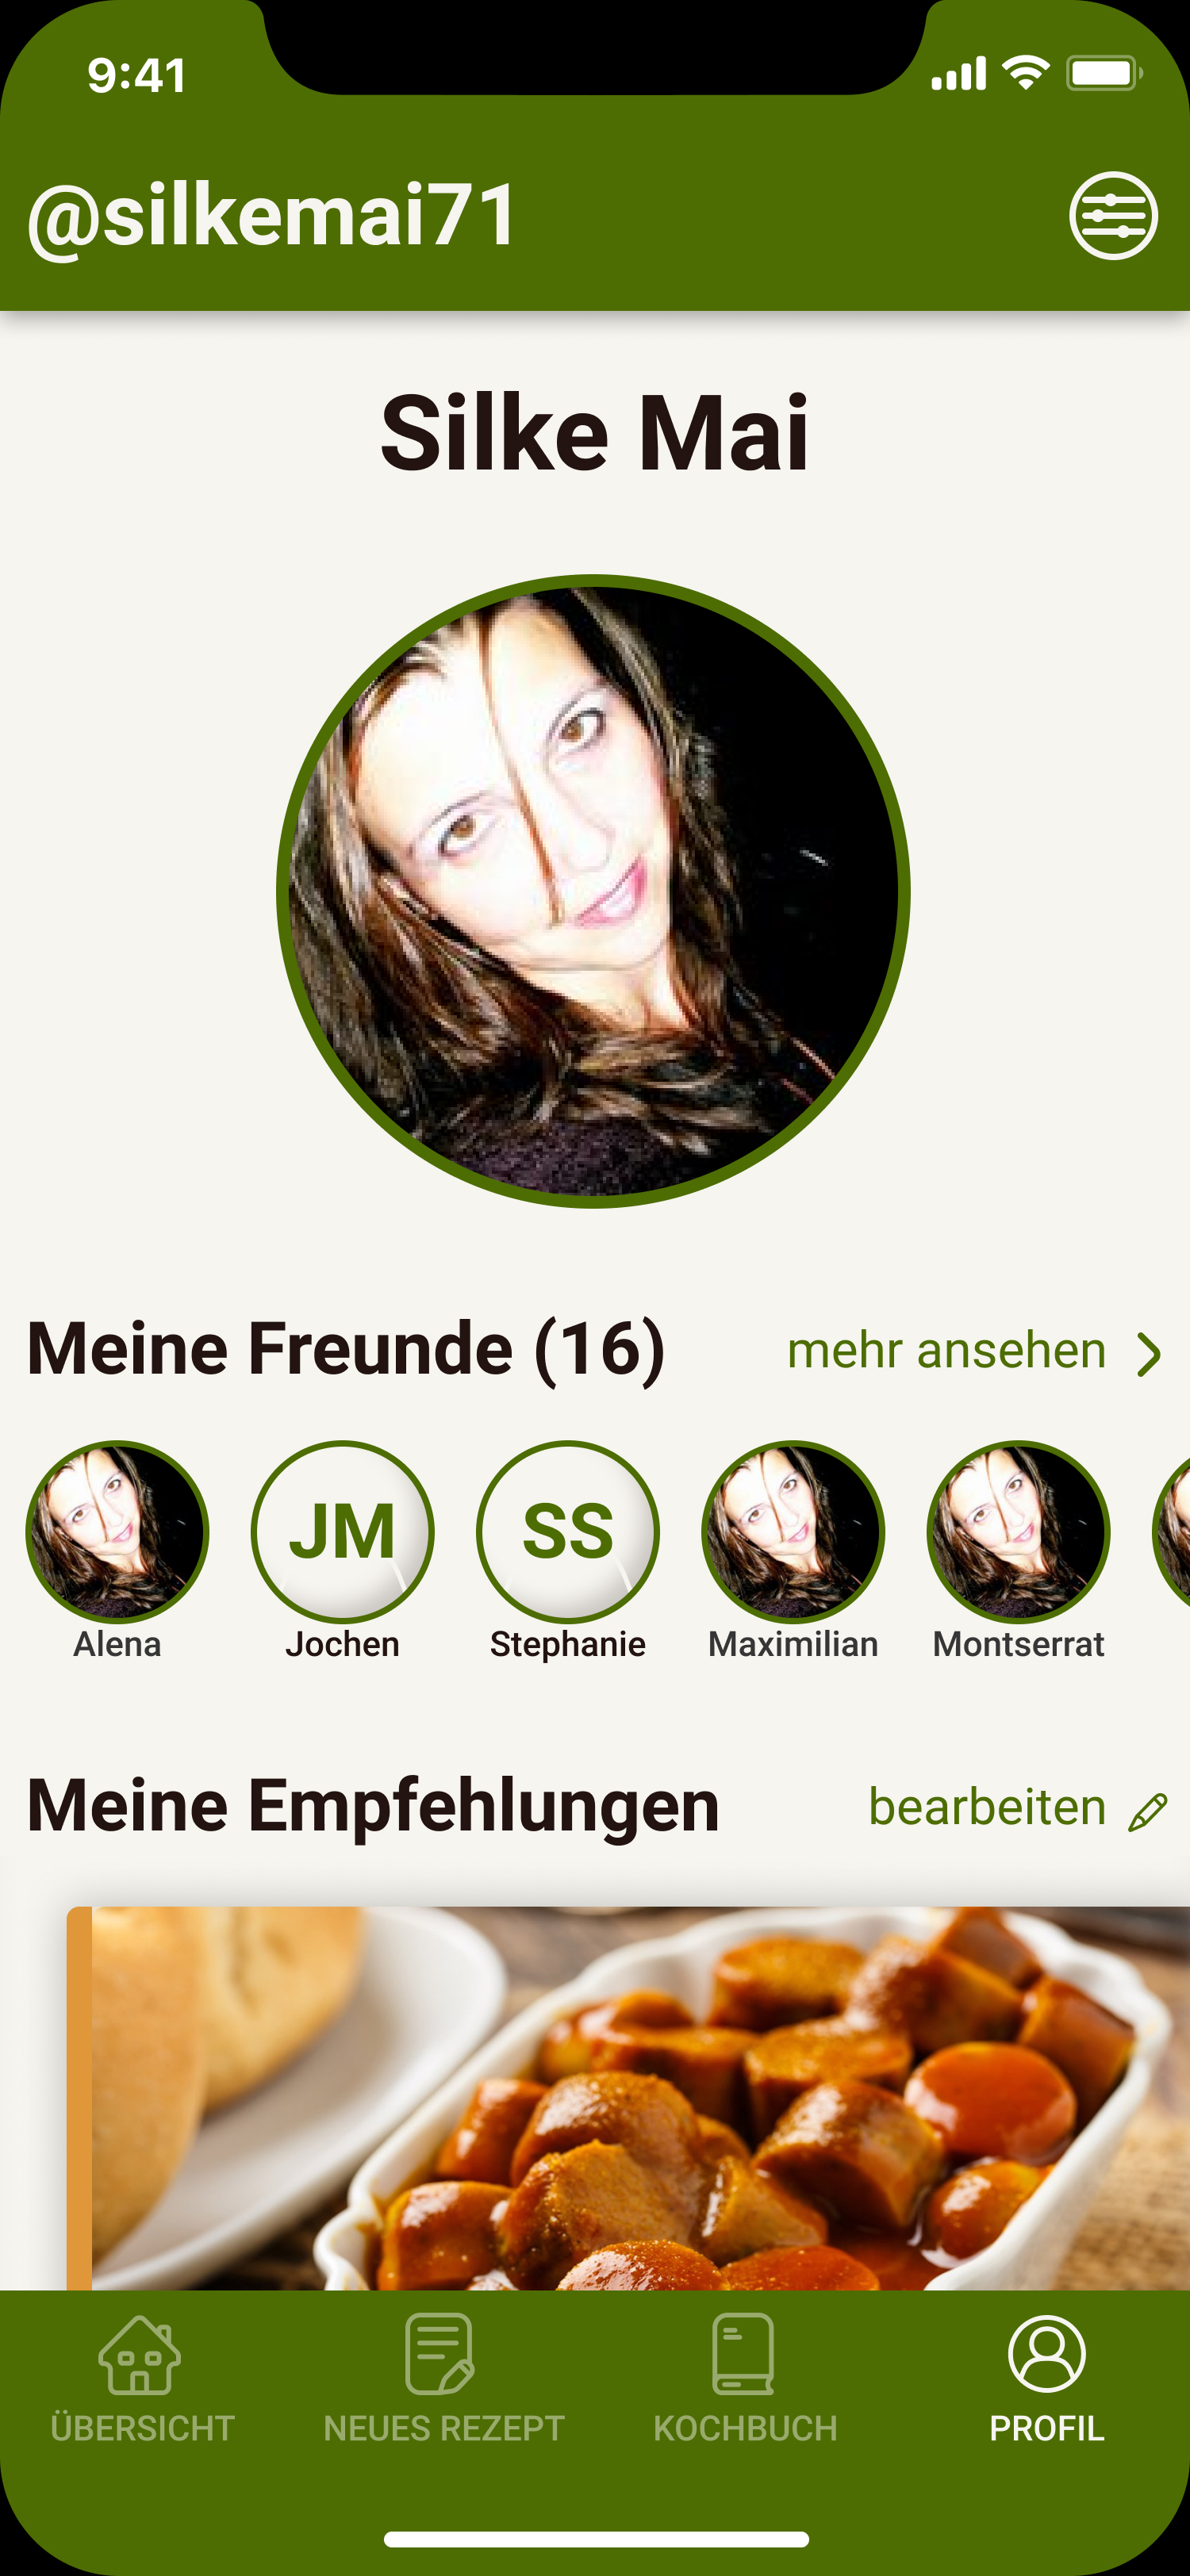 9:41
@silkemai71
Silke Mai
Meine Freunde (16)
mehr ansehen
JM
SS
Alena
Jochen
Stephanie
Maximilian
Montserrat
Meine Empfehlungen
bearbeiten
ÜBERSICHT
NEUES REZEPT
KOCHBUCH
PROFIL